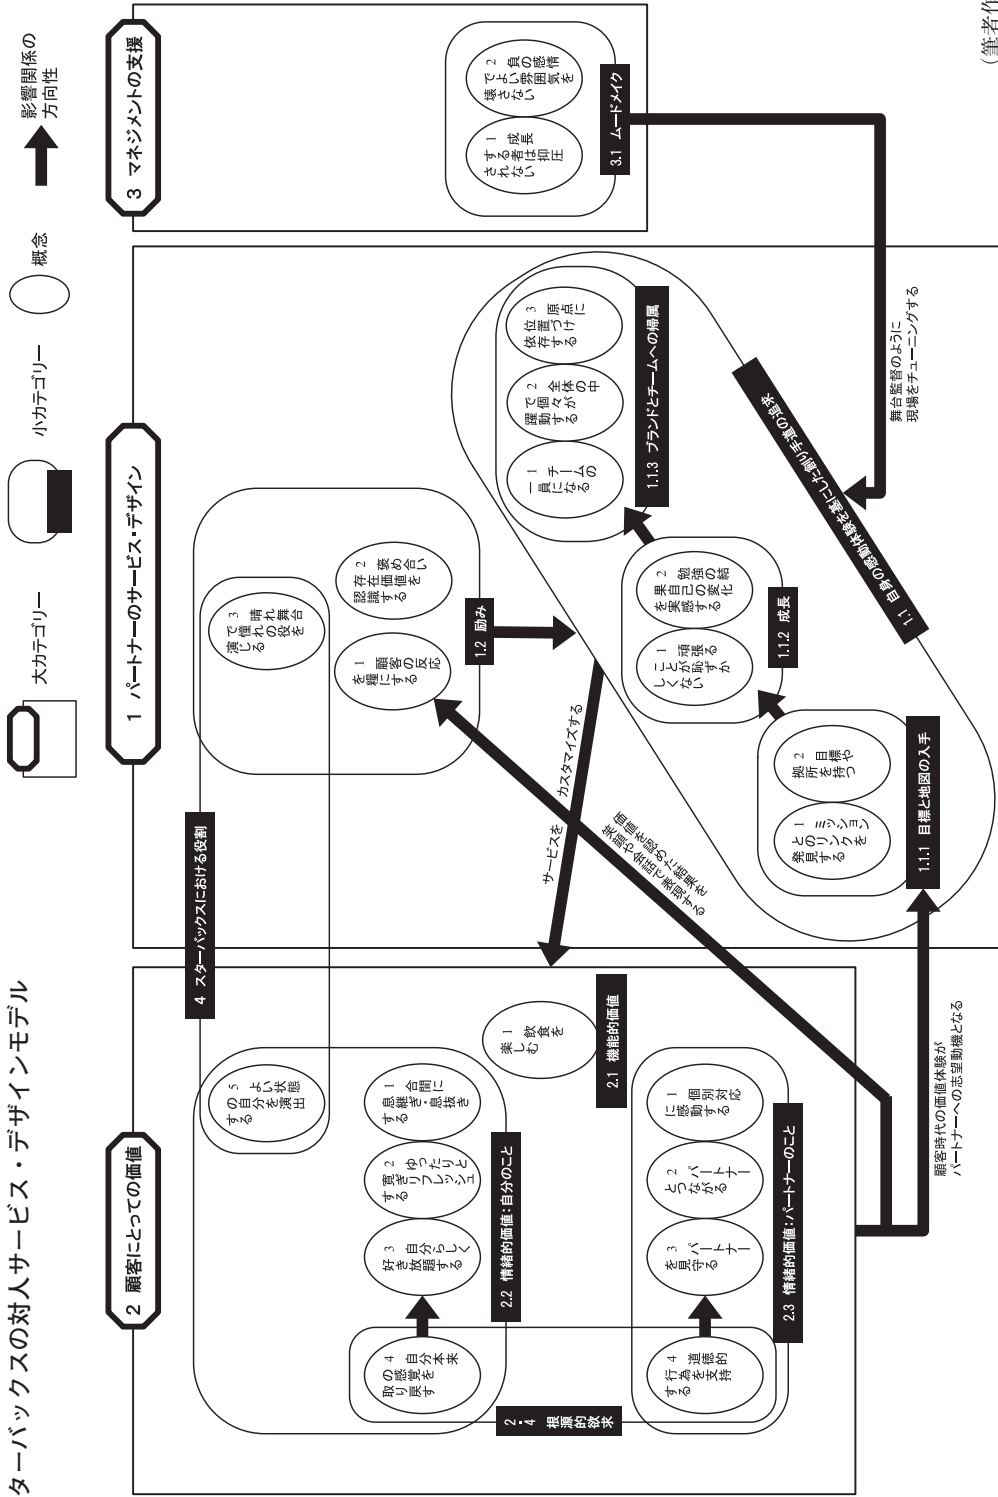 ターバックスの対人サービス・デザインモデル
大カテゴリー
小カテゴリー
概念
影響関係の
方向性
2 顧客にとっての価値
1 パートナーのサービス・デザイン
3 マネジメントの支援
4 スターバックスにおける役割
5 よい状態
の自分を演出
する
3 晴れ舞台
で憧れの役を
演じる
1 合間に
息継ぎ・息抜き
する
2 ゆったりと
寛ぎリフレッシュ
する
3 自分らしく
好き放題する
4 自分本来
の感覚を
取り戻す
2.2 情緒的価値:自分のこと
1 飲食を
楽しむ
2.1 機能的価値
1 個別対応
に感動する
2 パートナー
とつながる
3 パートナー
を見守る
4 道徳的
行為を支持
する
2.3 情緒的価値:パートナーのこと
2・4 根源的欲求
1 顧客の反応
を糧にする
2 褒め合い
存在価値を
認識する
1.2 励み
サービスを カスタマイズする
価値を認めた結果を
笑顔や会話で表現する
1 チームの
一員になる
2 全体の中
で個々が
躍動する
3 原点に
位置づけ
依存する
1.1.3 ブランドとチームへの帰属
1 頑張る
ことが恥ずか
しくない
2 勉強の結
果自己の変化
を実感する
1.1.2 成長
1 ミッション
とのリンクを
発見する
2 目標や
拠所を持つ
1.1.1 目標と地図の入手
1.1 自身の感動体験を基にした創り手道の追求
顧客時代の価値体験が
パートナーへの志望動機となる
1 成長
する者は抑圧
されない
2 負の感情
でよい雰囲気を
壊さない
3.1 ムードメイク
舞台監督のように
現場をチューニングする
(筆者作